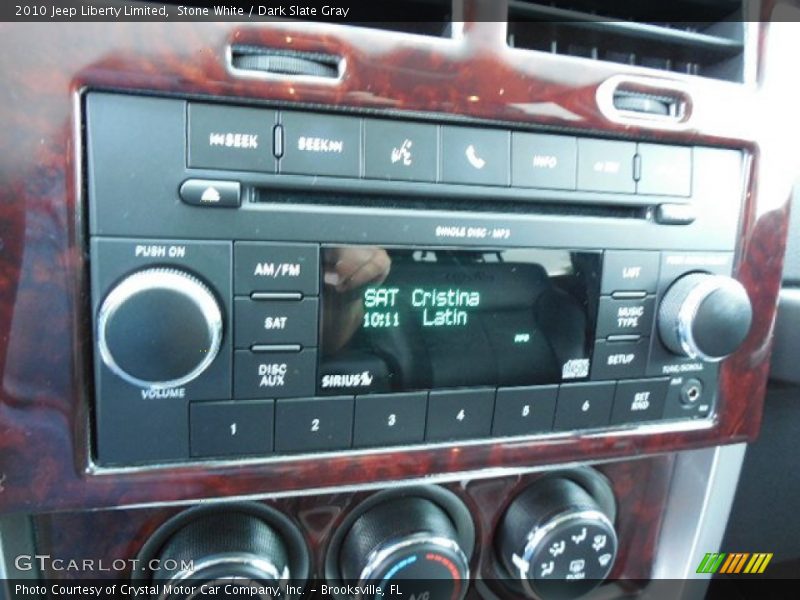 2010 Jeep Liberty Limited,  Stone White / Dark Slate Gray
SEEK
SEEK
INFO
SINGLE DISC · MP3
PUSH ON
VOLUME
AM/FM
SAT
DISC
AUX
SAT Cristina
10:11 Latin
SIRIUS
LIST
MUSIC
TYPE
SETUP
TUNE/SCROLL
1
2
3
4
5
6
SET
RND
A/C
GTCARLOT.COM
Photo Courtesy of Crystal Motor Car Company, Inc. – Brooksville, FL